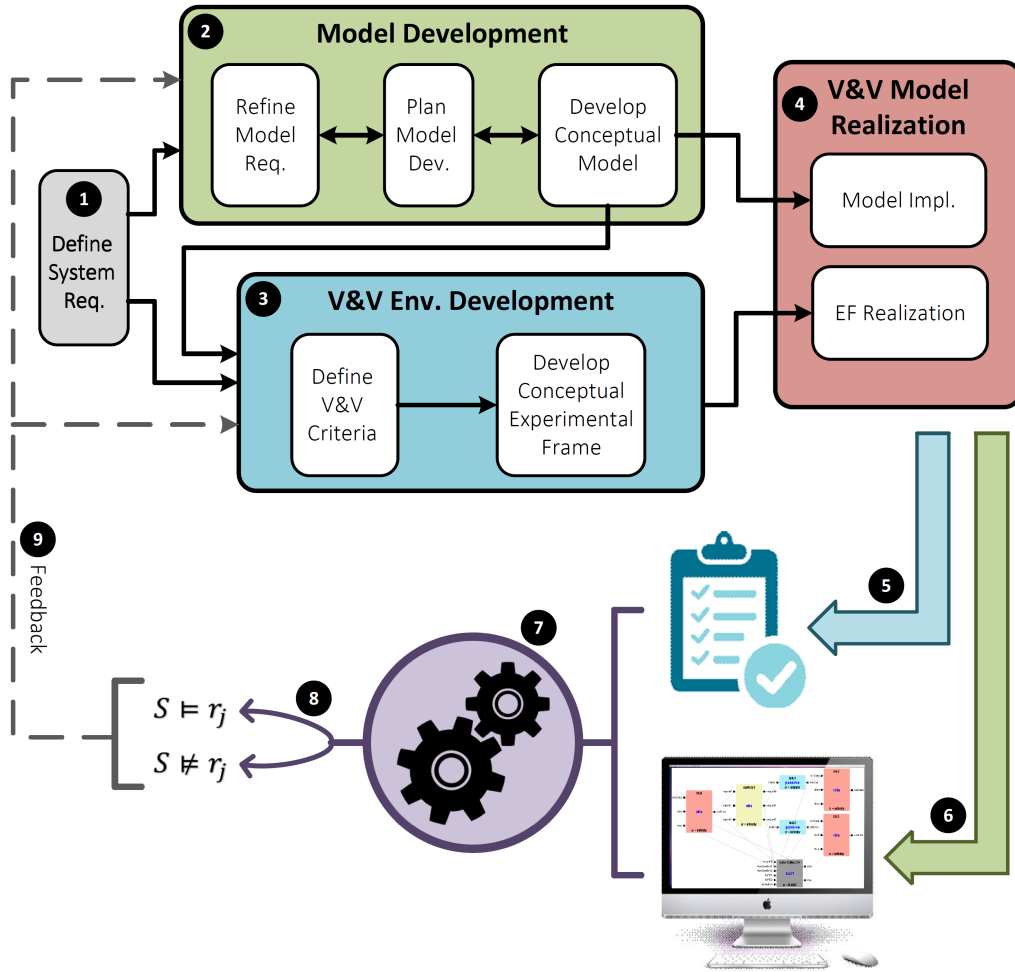 2
Model Development
Refine
Model
Req.
Plan
Model
Dev.
Develop
Conceptual
Model
4
V&V Model
Realization
Model Impl.
EF Realization
1
Define
System
Req.
3
V&V Env. Development
Define
V&V
Criteria
Develop
Conceptual
Experimental
Frame
9
Feedback
5
7
8
S ⊨ rj
S ⊭ rj
6